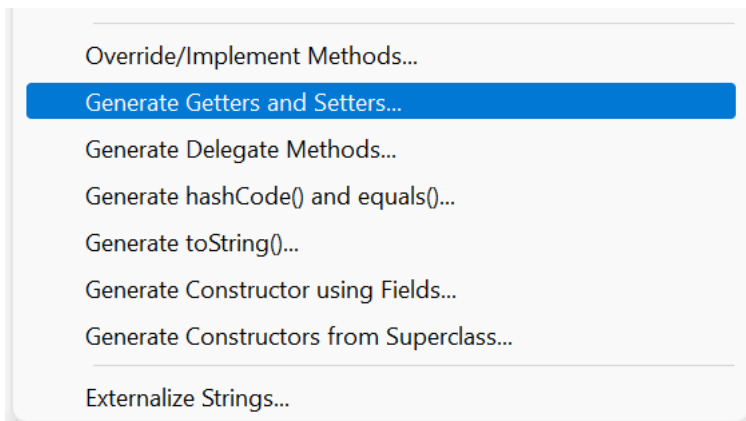 Override/Implement Methods...
Generate Getters and Setters...
Generate Delegate Methods...
Generate hashCode() and equals()...
Generate toString()...
Generate Constructor using Fields...
Generate Constructors from Superclass...
Externalize Strings...